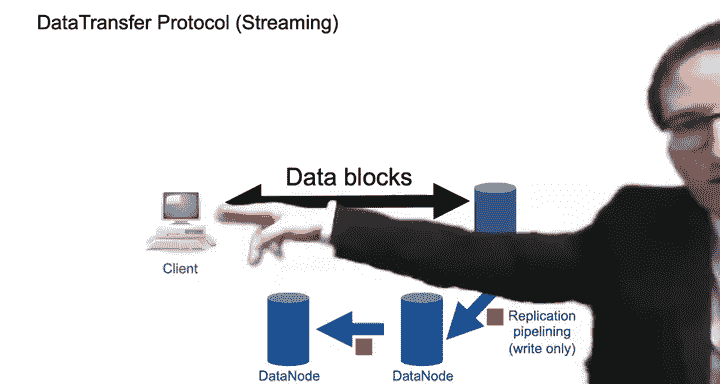 DataTransfer Protocol (Streaming)
Data blocks
Client
Replication
pipelining
(write only)
DataNode
DataNode